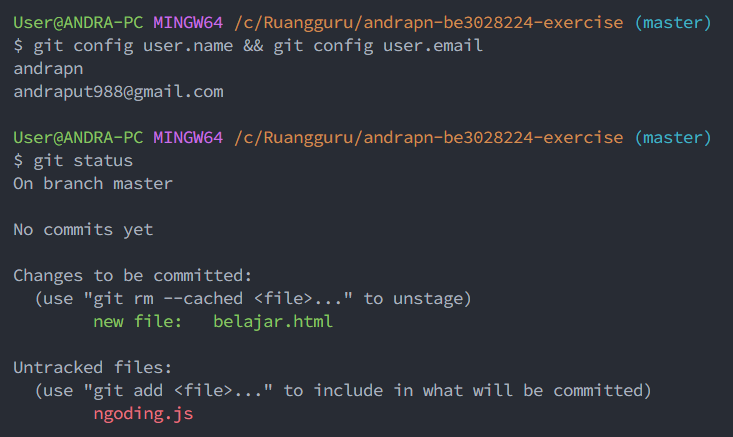 User@ANDRA-PC MINGW64 /c/Ruangguru/andrapn-be3028224-exercise (master)
$ git config user.name && git config user.email
andrapn
andraput988@gmail.com

User@ANDRA-PC MINGW64 /c/Ruangguru/andrapn-be3028224-exercise (master)
$ git status
On branch master

No commits yet

Changes to be committed:
  (use "git rm --cached <file>..." to unstage)
        new file:   belajar.html

Untracked files:
  (use "git add <file>..." to include in what will be committed)
        ngoding.js